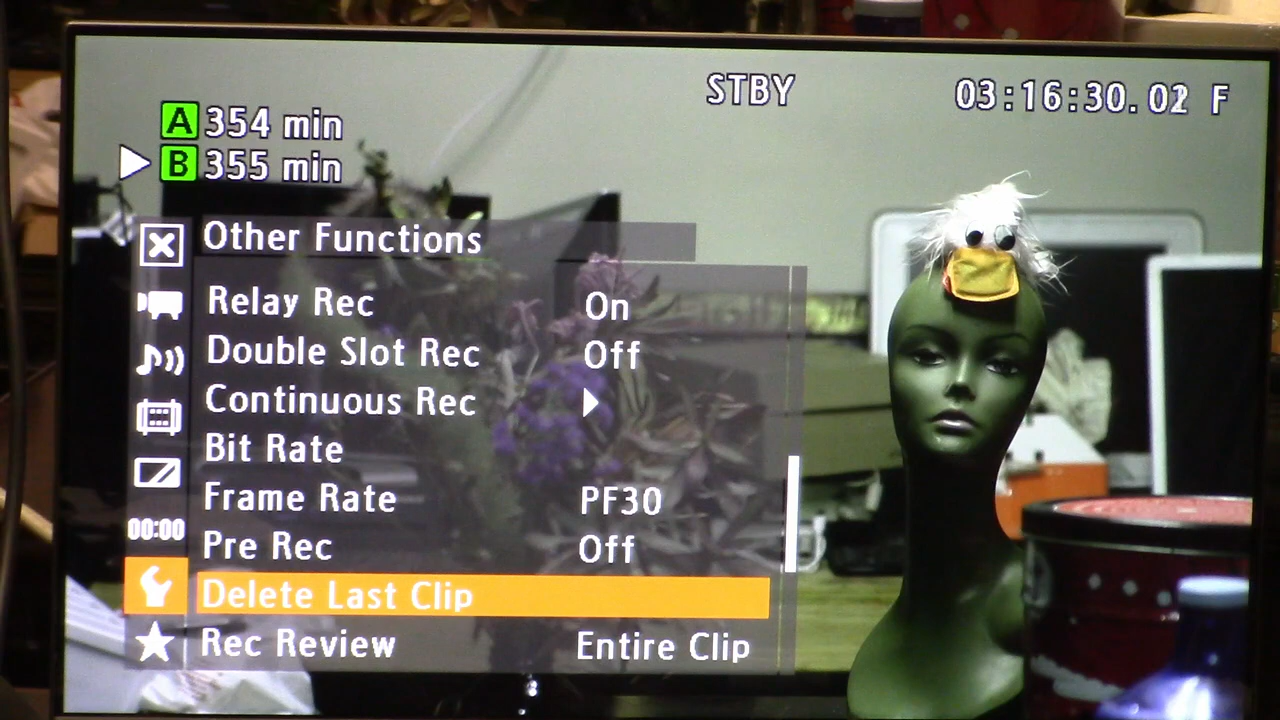 STBY
03:16:30.02 F
A 354 min
B 355 min
Other Functions
Relay Rec On
Double Slot Rec Off
Continuous Rec
Bit Rate
Frame Rate PF30
Pre Rec Off
00:00
Delete Last Clip
Rec Review Entire Clip